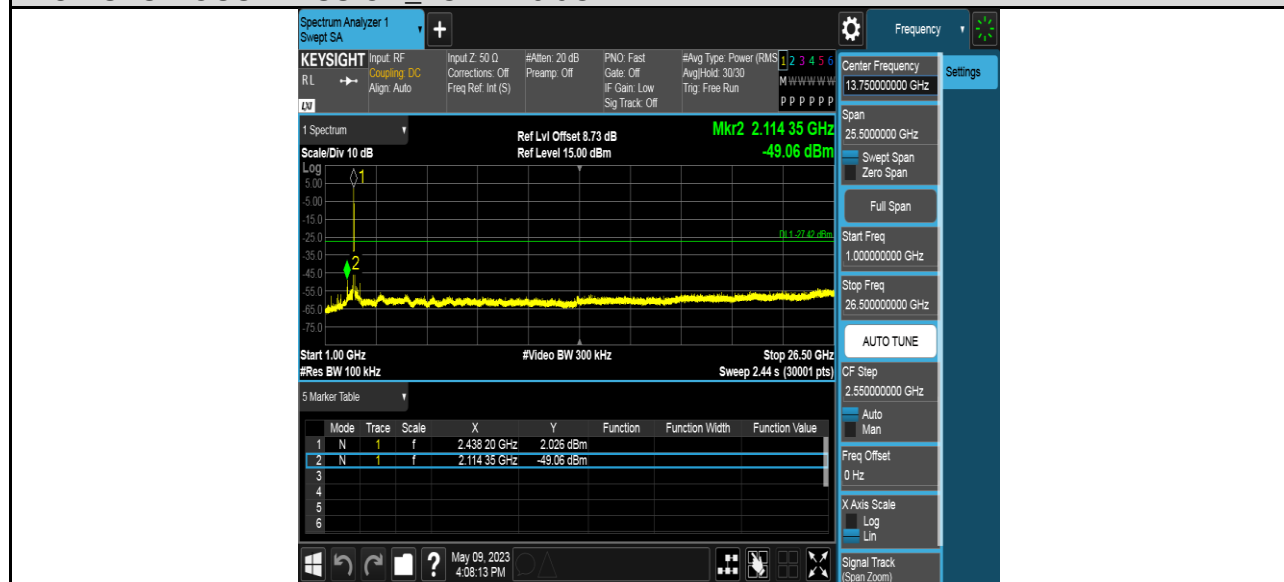 Spectrum Analyzer 1
Swept SA
Frequency
KEYSIGHT
RL
LXI
Input: RF
Coupling: DC
Align: Auto
Input Z: 50 Ω
Corrections: Off
Freq Ref: Int (S)
#Atten: 20 dB
Preamp: Off
PNO: Fast
Gate: Off
IF Gain: Low
Sig Track: Off
#Avg Type: Power (RMS
Avg|Hold: 30/30
Trig: Free Run
1 2 3 4 5 6
M W W W W W
P P P P P P
1 Spectrum
Scale/Div 10 dB
Ref Lvl Offset 8.73 dB
Ref Level 15.00 dBm
Mkr2 2.114 35 GHz
-49.06 dBm
Log
5.00
-5.00
-15.0
-25.0
-35.0
-45.0
-55.0
-65.0
-75.0
1
2
DL1 -27.42 dBm
Start 1.00 GHz
#Video BW 300 kHz
Stop 26.50 GHz
#Res BW 100 kHz
Sweep 2.44 s (30001 pts)
5 Marker Table
Mode Trace Scale X Y Function Function Width Function Value
1 N 1 f 2.438 20 GHz 2.026 dBm
2 N 1 f 2.114 35 GHz -49.06 dBm
3
4
5
6
?
May 09, 2023
4:08:13 PM
Center Frequency
13.750000000 GHz
Settings
Span
25.5000000 GHz
Swept Span
Zero Span
Full Span
Start Freq
1.000000000 GHz
Stop Freq
26.500000000 GHz
AUTO TUNE
CF Step
2.550000000 GHz
Auto
Man
Freq Offset
0 Hz
X Axis Scale
Log
Lin
Signal Track
(Span Zoom)